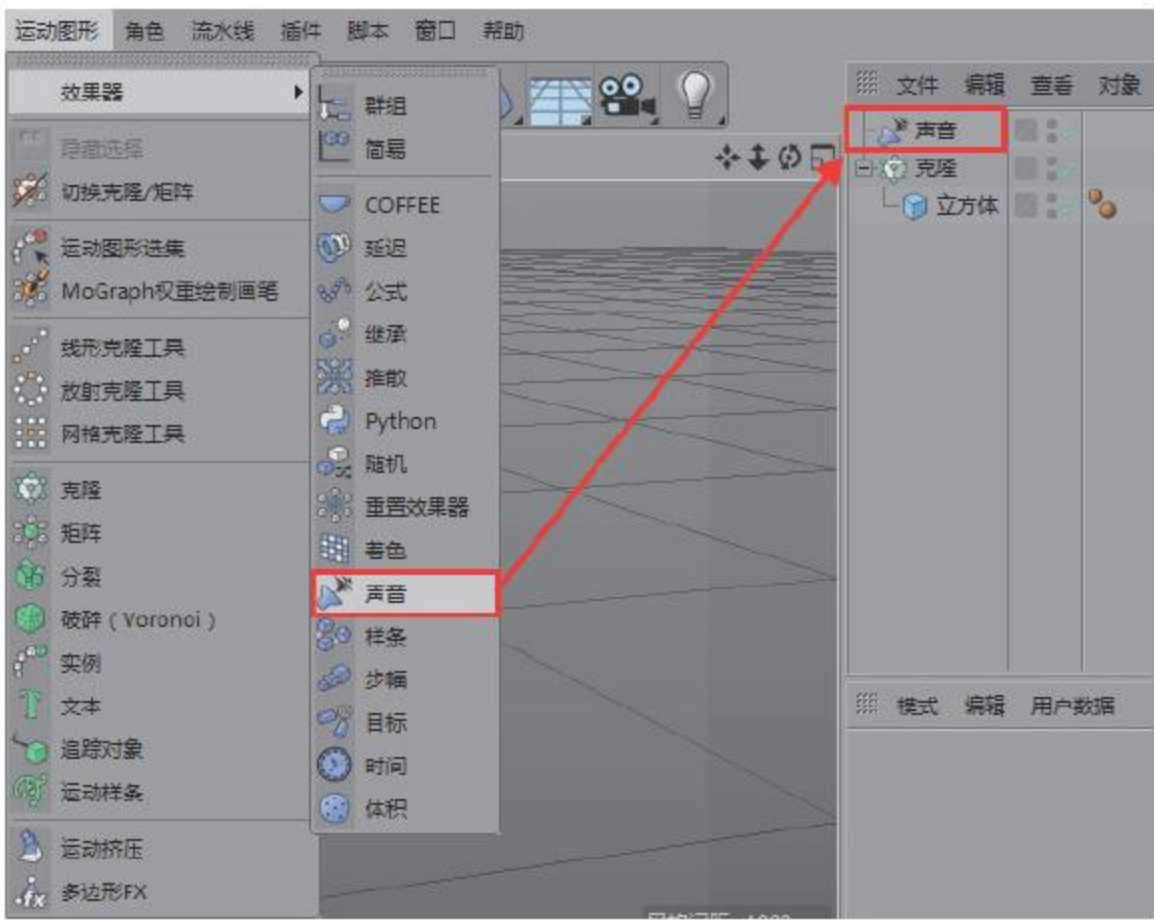 运动图形 角色 流水线 插件 脚本 窗口 帮助
效果器
隐藏选择
切换克隆/矩阵
运动图形选集
MoGraph权重绘制画笔
线形克隆工具
放射克隆工具
网格克隆工具
克隆
矩阵
分裂
破碎（Voronoi）
实例
文本
追踪对象
运动样条
运动挤压
多边形FX
群组
简易
COFFEE
延迟
公式
继承
推散
Python
随机
重置效果器
着色
声音
样条
步幅
目标
时间
体积
文件 编辑 查看 对象
声音
克隆
立方体
模式 编辑 用户数据